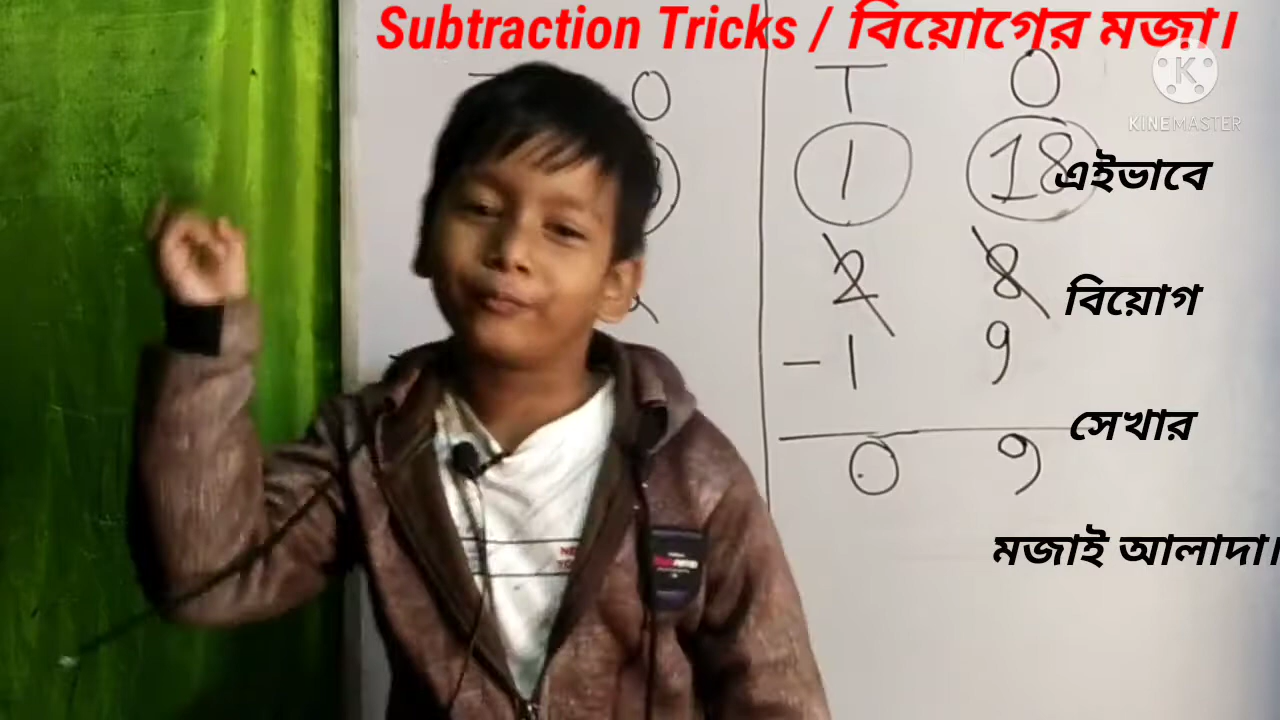 Subtraction Tricks / বিয়োগের মজা।
O
T O
KINEMASTER
1 18
এইভাবে
2 8
বিয়োগ
- 1 9
সেখার
0 9
মজাই আলাদা।